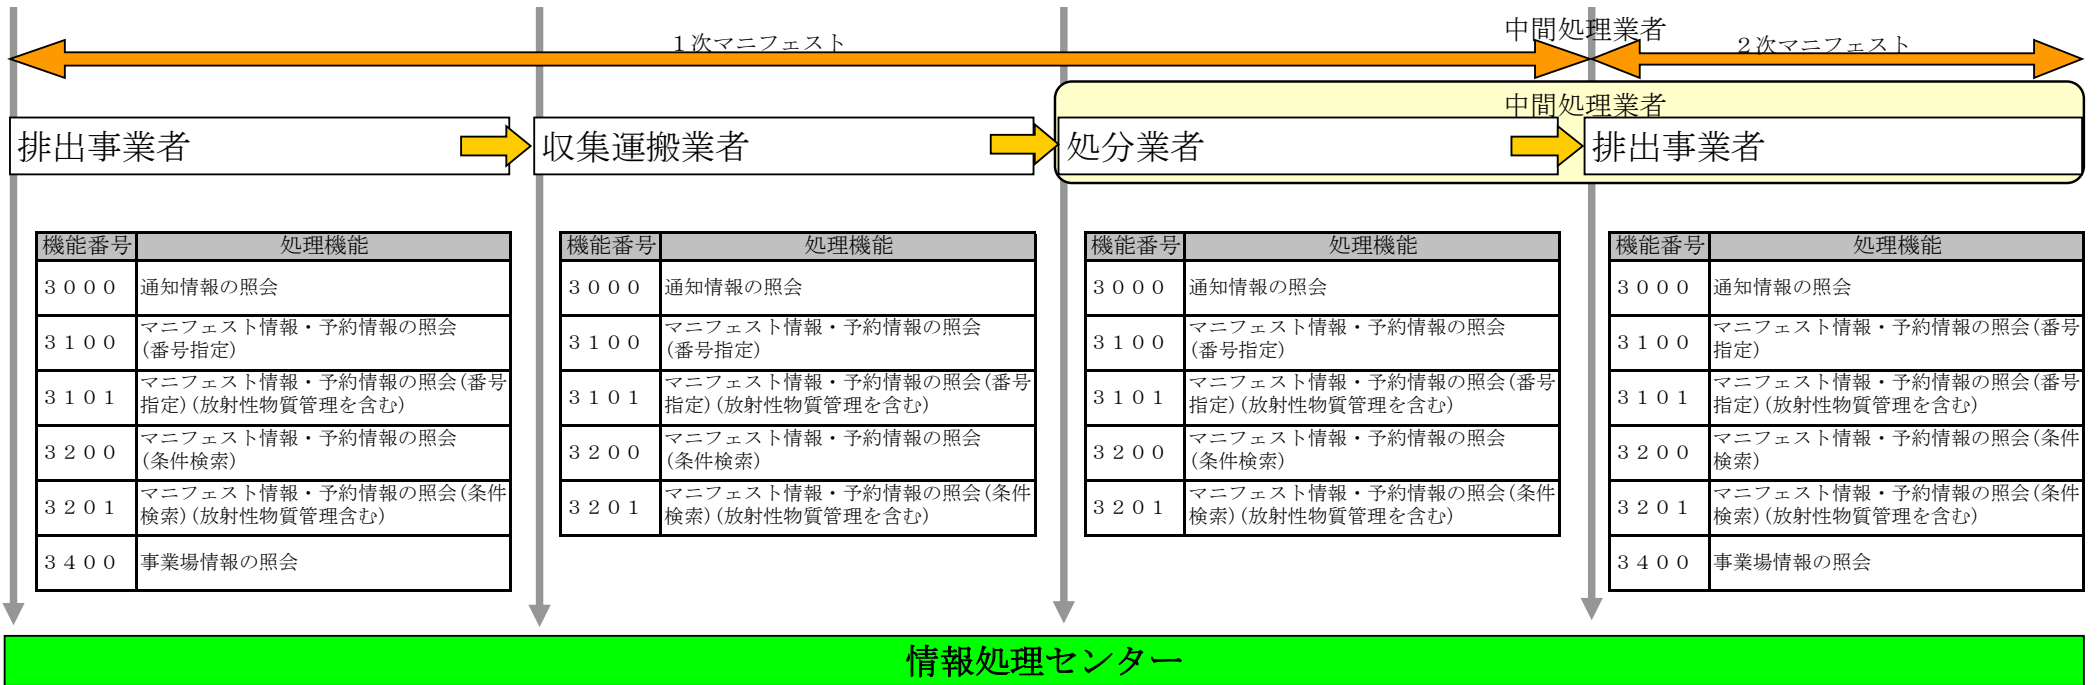 中間処理業者
１次マニフェスト
２次マニフェスト
中間処理業者
排出事業者
収集運搬業者
処分業者
排出事業者
機能番号 処理機能
３０００ 通知情報の照会
３１００ マニフェスト情報・予約情報の照会
(番号指定)
３１０１ マニフェスト情報・予約情報の照会(番号
指定)(放射性物質管理を含む)
３２００ マニフェスト情報・予約情報の照会
(条件検索)
３２０１ マニフェスト情報・予約情報の照会(条件
検索)(放射性物質管理含む)
３４００ 事業場情報の照会
機能番号 処理機能
３０００ 通知情報の照会
３１００ マニフェスト情報・予約情報の照会
(番号指定)
３１０１ マニフェスト情報・予約情報の照会(番号
指定)(放射性物質管理を含む)
３２００ マニフェスト情報・予約情報の照会
(条件検索)
３２０１ マニフェスト情報・予約情報の照会(条件
検索)(放射性物質管理を含む)
機能番号 処理機能
３０００ 通知情報の照会
３１００ マニフェスト情報・予約情報の照会
(番号指定)
３１０１ マニフェスト情報・予約情報の照会(番号
指定)(放射性物質管理を含む)
３２００ マニフェスト情報・予約情報の照会
(条件検索)
３２０１ マニフェスト情報・予約情報の照会(条件
検索)(放射性物質管理を含む)
機能番号 処理機能
３０００ 通知情報の照会
３１００ マニフェスト情報・予約情報の照会(番号
指定)
３１０１ マニフェスト情報・予約情報の照会(番号
指定)(放射性物質管理を含む)
３２００ マニフェスト情報・予約情報の照会(条件
検索)
３２０１ マニフェスト情報・予約情報の照会(条件
検索)(放射性物質管理を含む)
３４００ 事業場情報の照会
情報処理センター